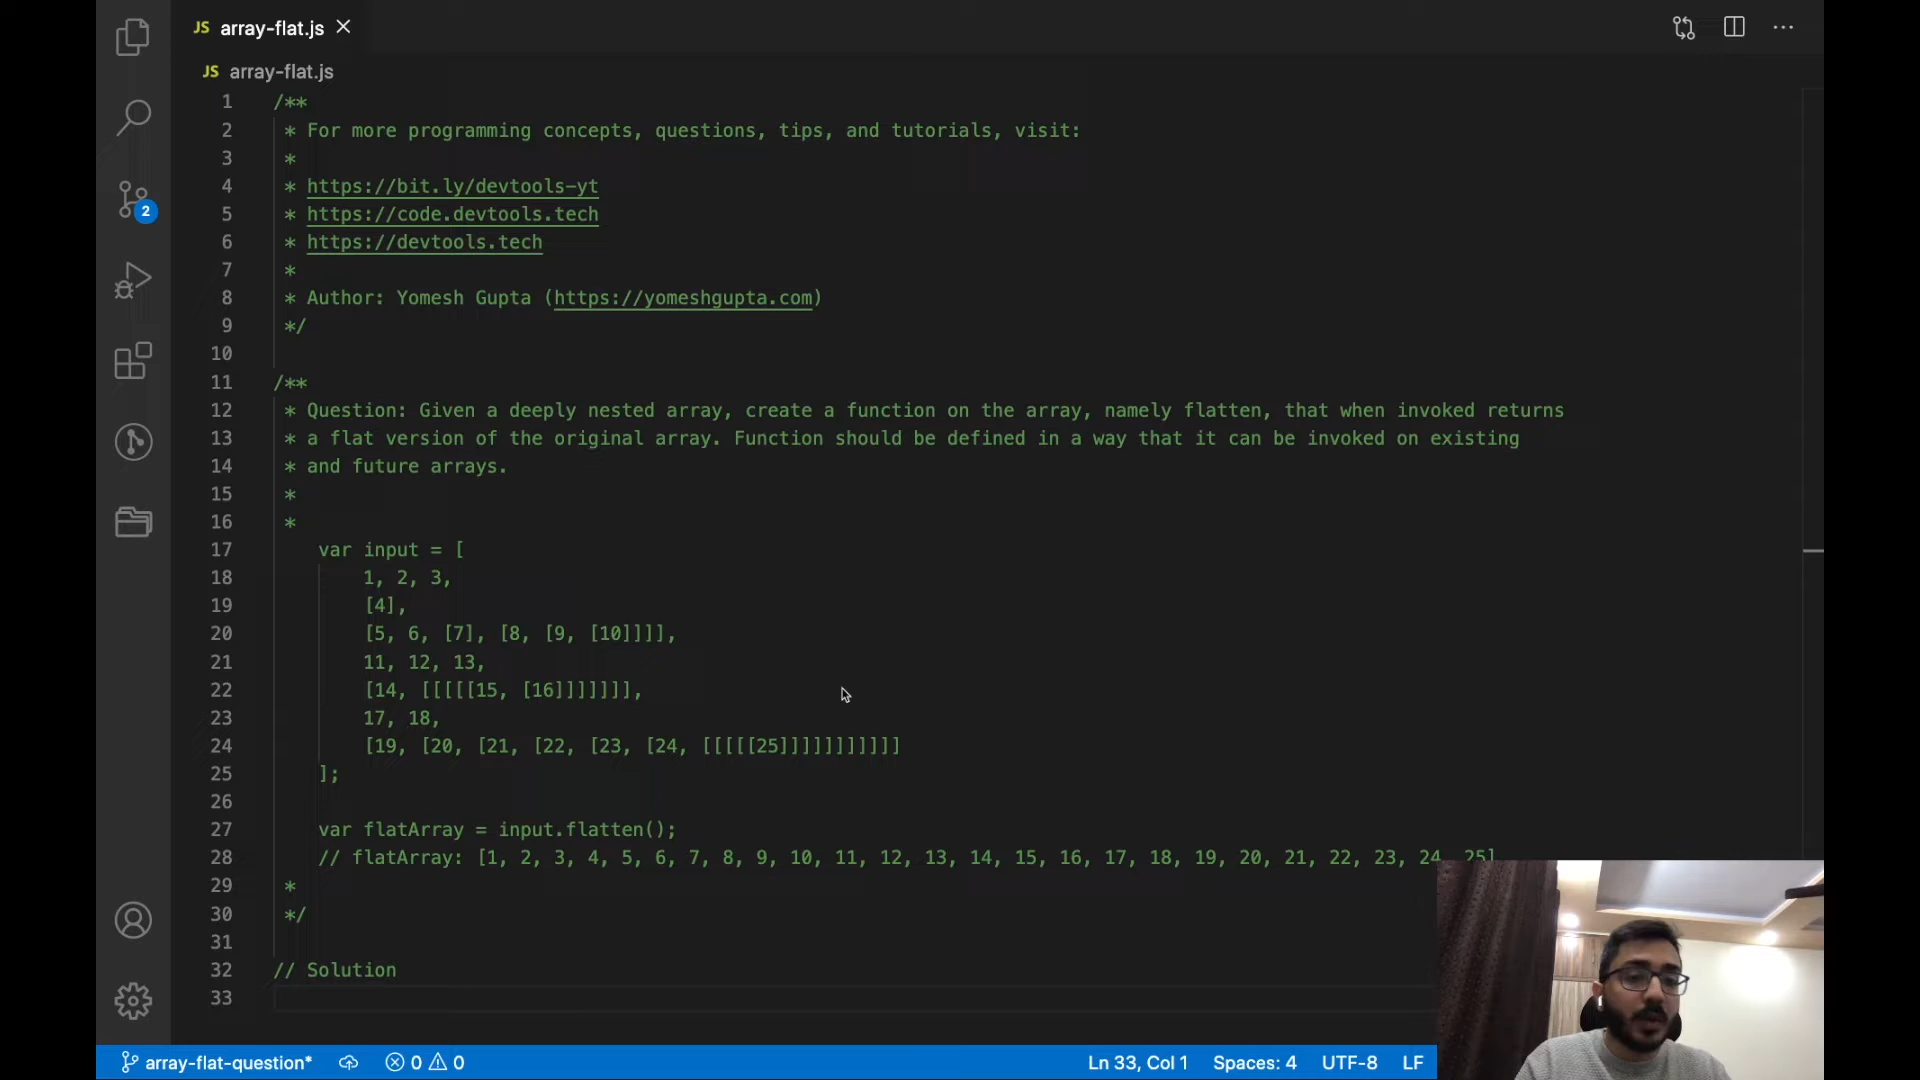 JS array-flat.js
JS array-flat.js
1 /**
2 * For more programming concepts, questions, tips, and tutorials, visit:
3 *
4 * https://bit.ly/devtools-yt
5 * https://code.devtools.tech
6 * https://devtools.tech
7 *
8 * Author: Yomesh Gupta (https://yomeshgupta.com)
9 */
10
11 /**
12 * Question: Given a deeply nested array, create a function on the array, namely flatten, that when invoked returns
13 * a flat version of the original array. Function should be defined in a way that it can be invoked on existing
14 * and future arrays.
15 *
16 *
17 var input = [
18 1, 2, 3,
19 [4],
20 [5, 6, [7], [8, [9, [10]]]],
21 11, 12, 13,
22 [14, [[[[[15, [16]]]]]]],
23 17, 18,
24 [19, [20, [21, [22, [23, [24, [[[[[25]]]]]]]]]]]
25 ];
26
27 var flatArray = input.flatten();
28 // flatArray: [1, 2, 3, 4, 5, 6, 7, 8, 9, 10, 11, 12, 13, 14, 15, 16, 17, 18, 19, 20, 21, 22, 23, 24, 25]
29 *
30 */
31
32 // Solution
33
2
array-flat-question* 0 0 Ln 33, Col 1 Spaces: 4 UTF-8 LF